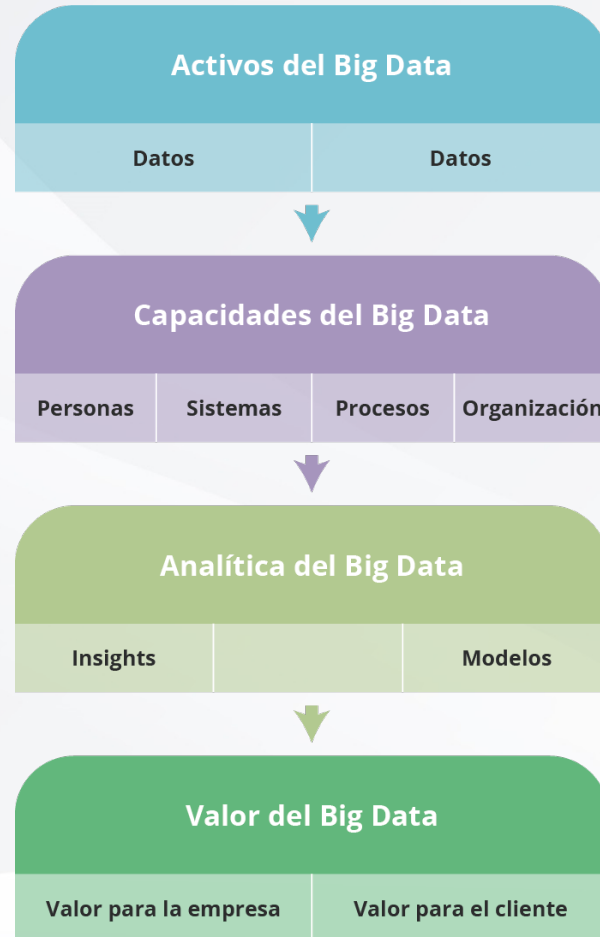 Activos del Big Data
Datos Datos
Capacidades del Big Data
Personas Sistemas Procesos Organización
Analítica del Big Data
Insights Modelos
Valor del Big Data
Valor para la empresa Valor para el cliente